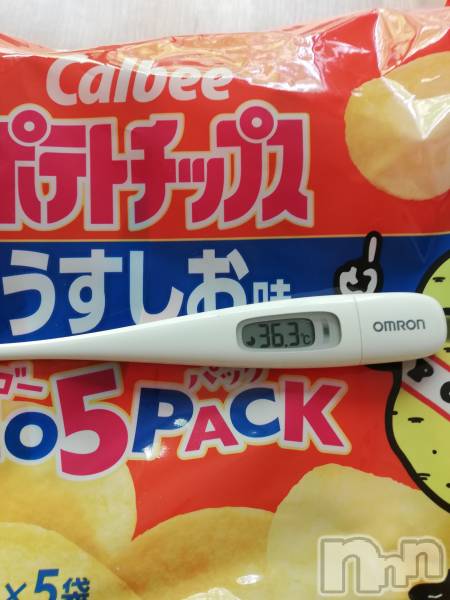 Calbee
ポテトチップス
うすしお味
36.3℃
OMRON
ゴー パック
5PACK
×5袋
nnn